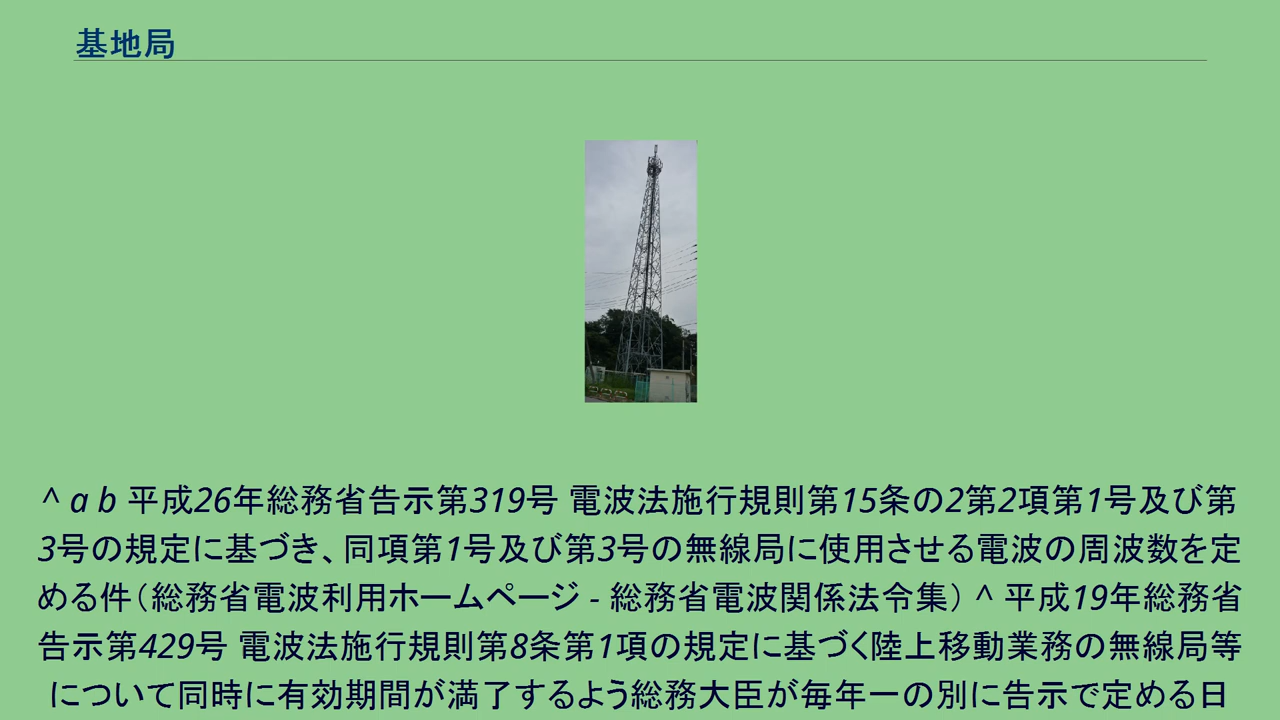 基地局
^ a b 平成26年総務省告示第319号 電波法施行規則第15条の2第2項第1号及び第
3号の規定に基づき、同項第1号及び第3号の無線局に使用させる電波の周波数を定
める件（総務省電波利用ホームページ - 総務省電波関係法令集） ^ 平成19年総務省
告示第429号 電波法施行規則第8条第1項の規定に基づく陸上移動業務の無線局等
について同時に有効期間が満了するよう総務大臣が毎年一の別に告示で定める日